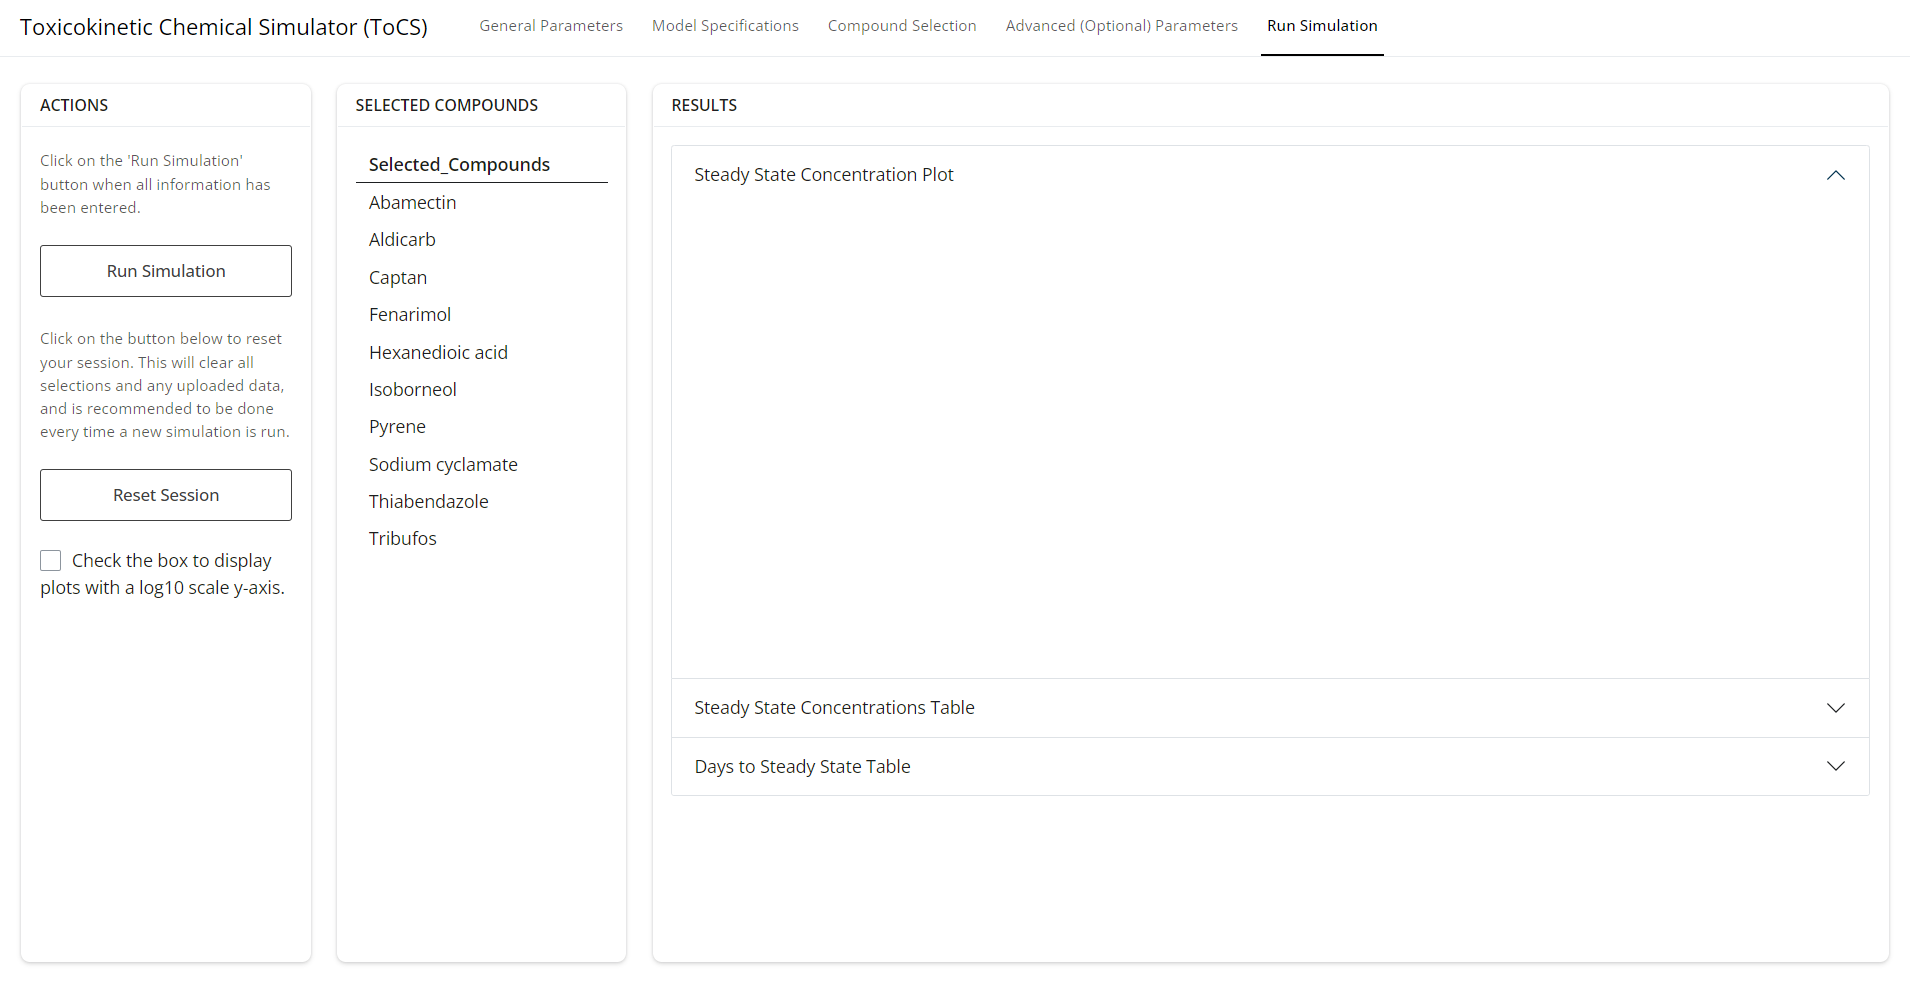 Toxicokinetic Chemical Simulator (ToCS)
General Parameters
Model Specifications
Compound Selection
Advanced (Optional) Parameters
Run Simulation
ACTIONS
Click on the 'Run Simulation'
button when all information has
been entered.
Run Simulation
Click on the button below to reset
your session. This will clear all
selections and any uploaded data,
and is recommended to be done
every time a new simulation is run.
Reset Session
Check the box to display
plots with a log10 scale y-axis.
SELECTED COMPOUNDS
Selected_Compounds
Abamectin
Aldicarb
Captan
Fenarimol
Hexanedioic acid
Isoborneol
Pyrene
Sodium cyclamate
Thiabendazole
Tribufos
RESULTS
Steady State Concentration Plot
Steady State Concentrations Table
Days to Steady State Table